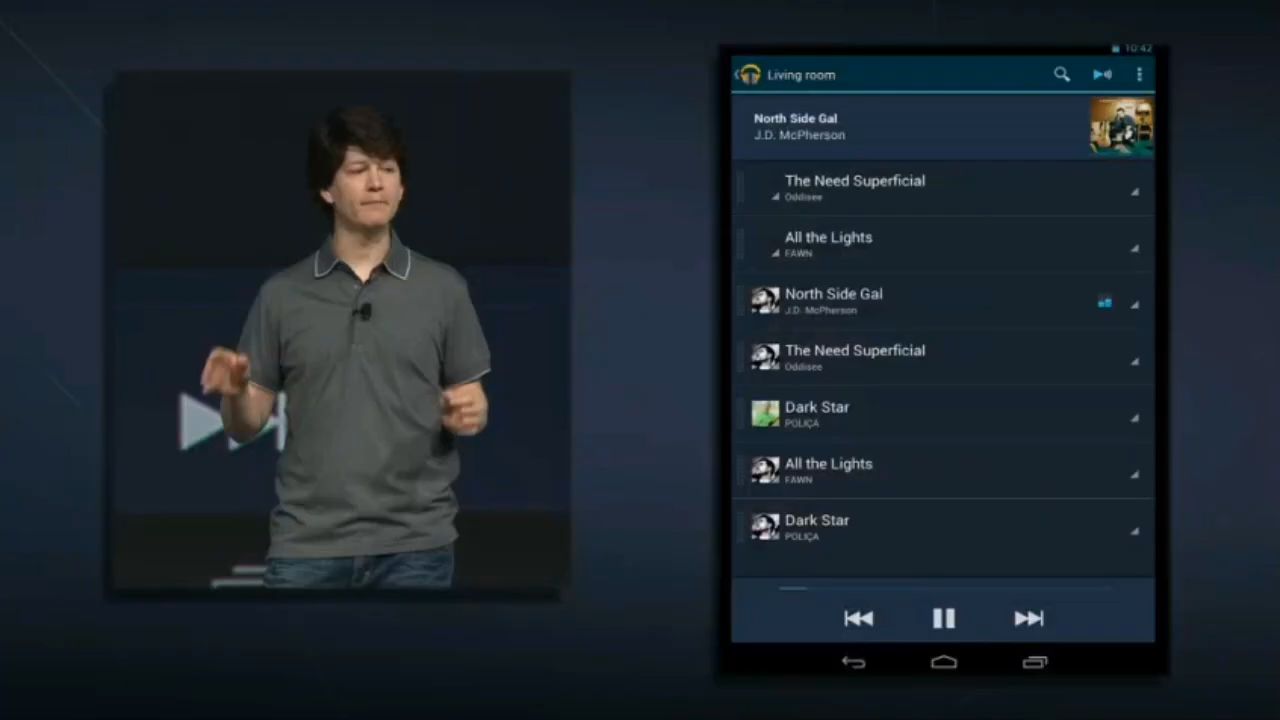 10:42
Living room
North Side Gal
J.D. McPherson
The Need Superficial
Oddisee
All the Lights
FAWN
North Side Gal
J.D. McPherson
The Need Superficial
Oddisee
Dark Star
POLIÇA
All the Lights
FAWN
Dark Star
POLIÇA